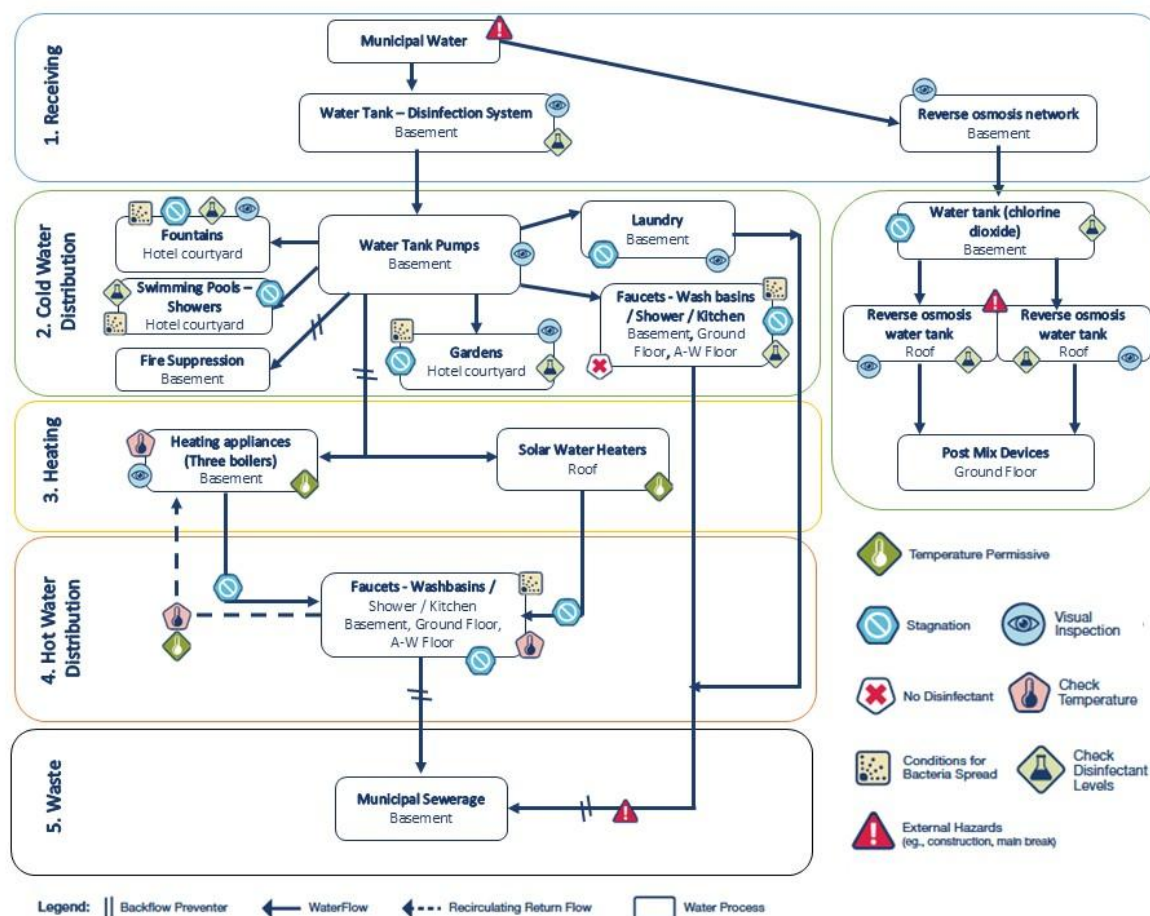 1. Receiving
Municipal Water
Water Tank – Disinfection System
Basement
Reverse osmosis network
Basement
2. Cold Water
Distribution
Fountains
Hotel courtyard
Swimming Pools –
Showers
Hotel courtyard
Fire Suppression
Basement
Water Tank Pumps
Basement
Gardens
Hotel courtyard
Laundry
Basement
Faucets - Wash basins
/ Shower / Kitchen
Basement, Ground
Floor, A-W Floor
Water tank (chlorine
dioxide)
Basement
Reverse osmosis
water tank
Roof
Reverse osmosis
water tank
Roof
Post Mix Devices
Ground Floor
3. Heating
Heating appliances
(Three boilers)
Basement
Solar Water Heaters
Roof
4. Hot Water
Distribution
Faucets - Washbasins /
Shower / Kitchen
Basement, Ground Floor,
A-W Floor
5. Waste
Municipal Sewerage
Basement
Temperature Permissive
Stagnation
Visual
Inspection
No Disinfectant
Check
Temperature
Conditions for
Bacteria Spread
Check
Disinfectant
Levels
External Hazards
(eg., construction, main break)
Legend:
Backflow Preventer
WaterFlow
Recirculating Return Flow
Water Process